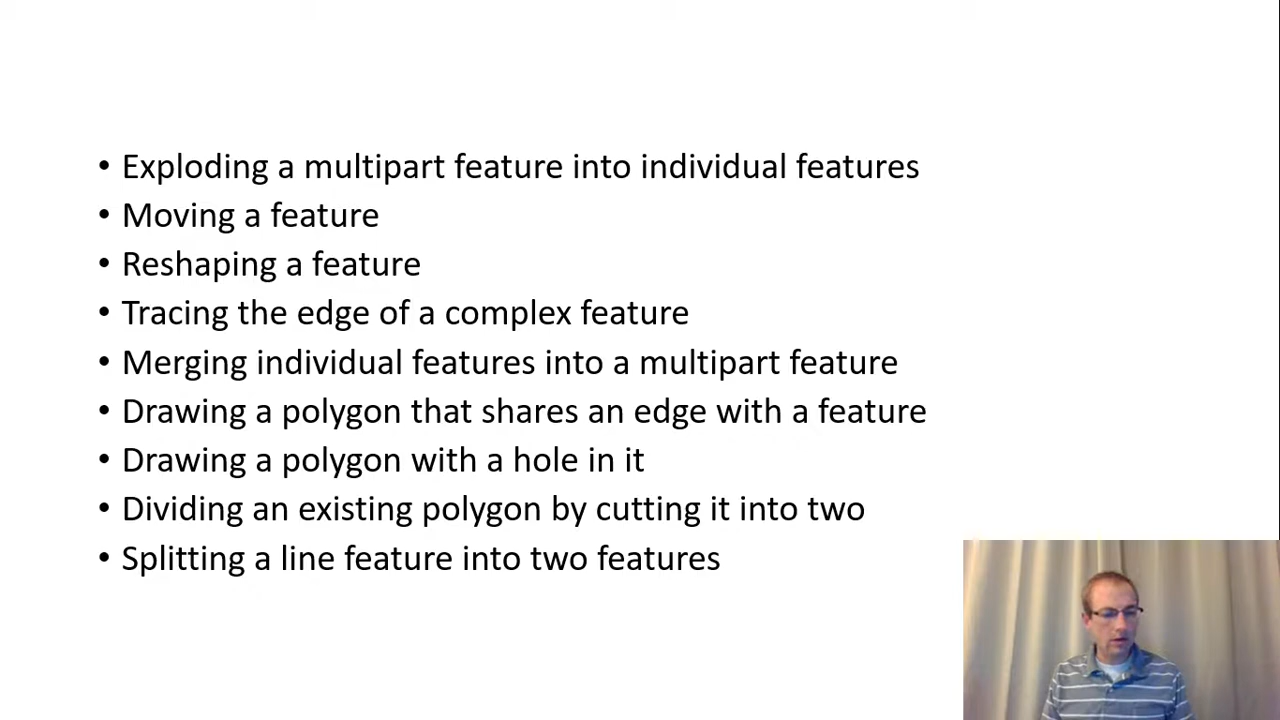 • Exploding a multipart feature into individual features
• Moving a feature
• Reshaping a feature
• Tracing the edge of a complex feature
• Merging individual features into a multipart feature
• Drawing a polygon that shares an edge with a feature
• Drawing a polygon with a hole in it
• Dividing an existing polygon by cutting it into two
• Splitting a line feature into two features